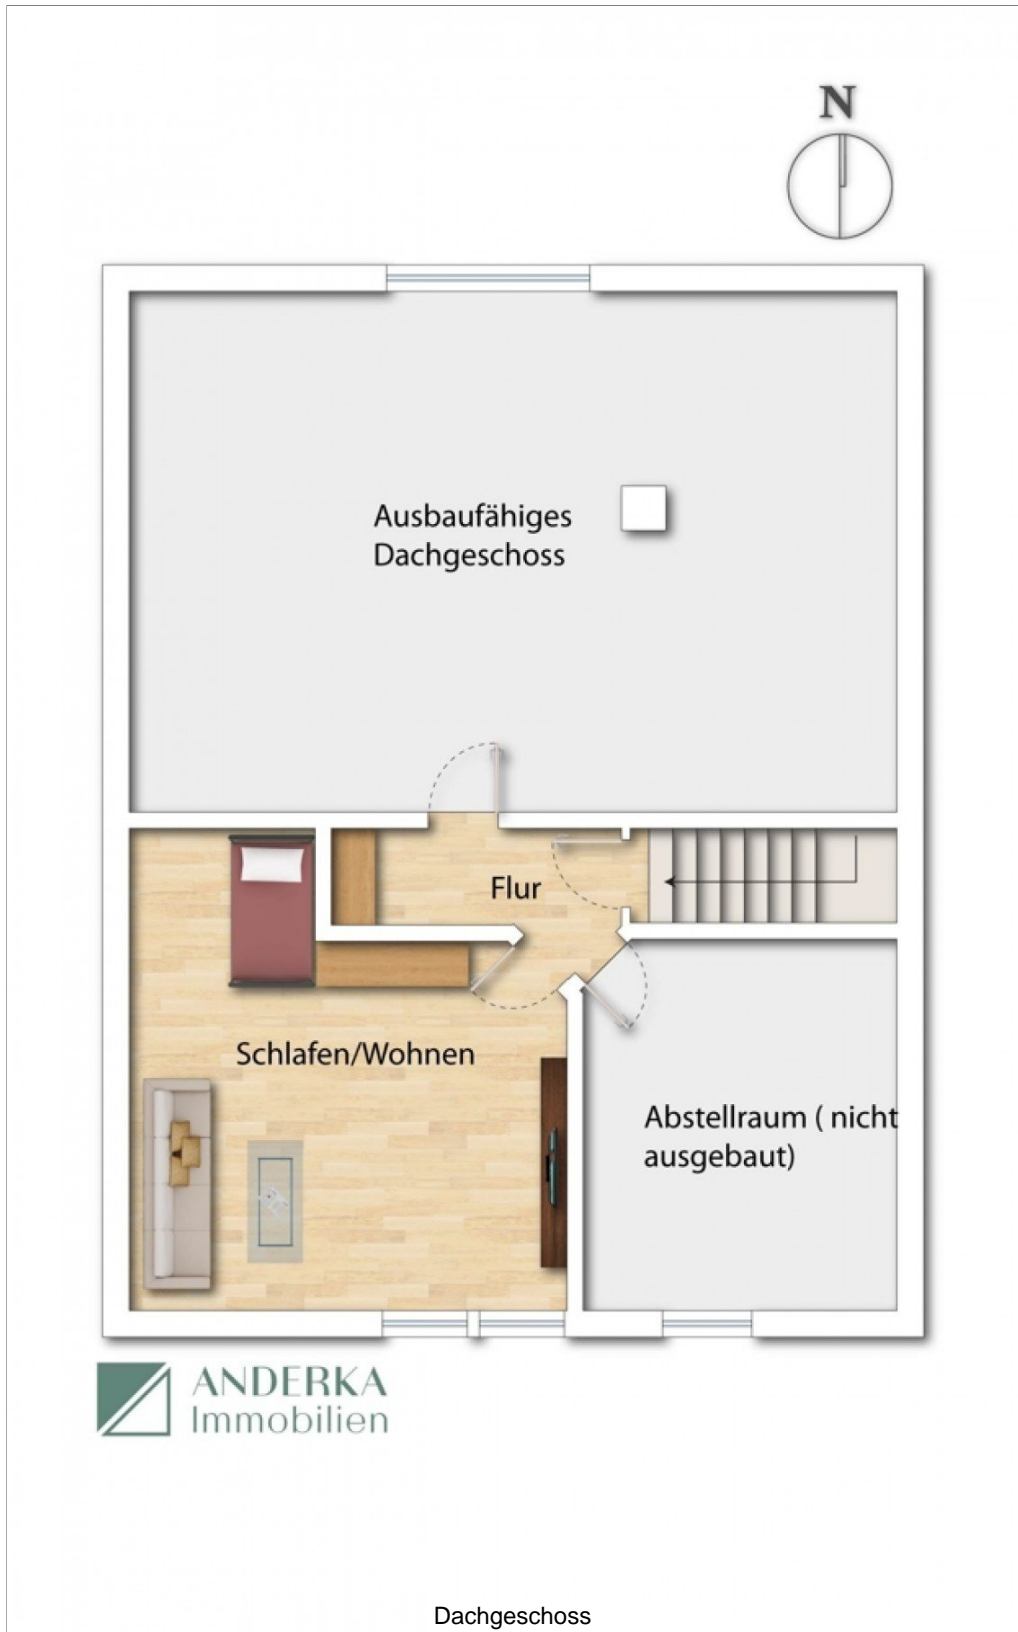 N
Ausbaufähiges
Dachgeschoss
Flur
Schlafen/Wohnen
Abstellraum ( nicht
ausgebaut)
ANDERKA
Immobilien
Dachgeschoss